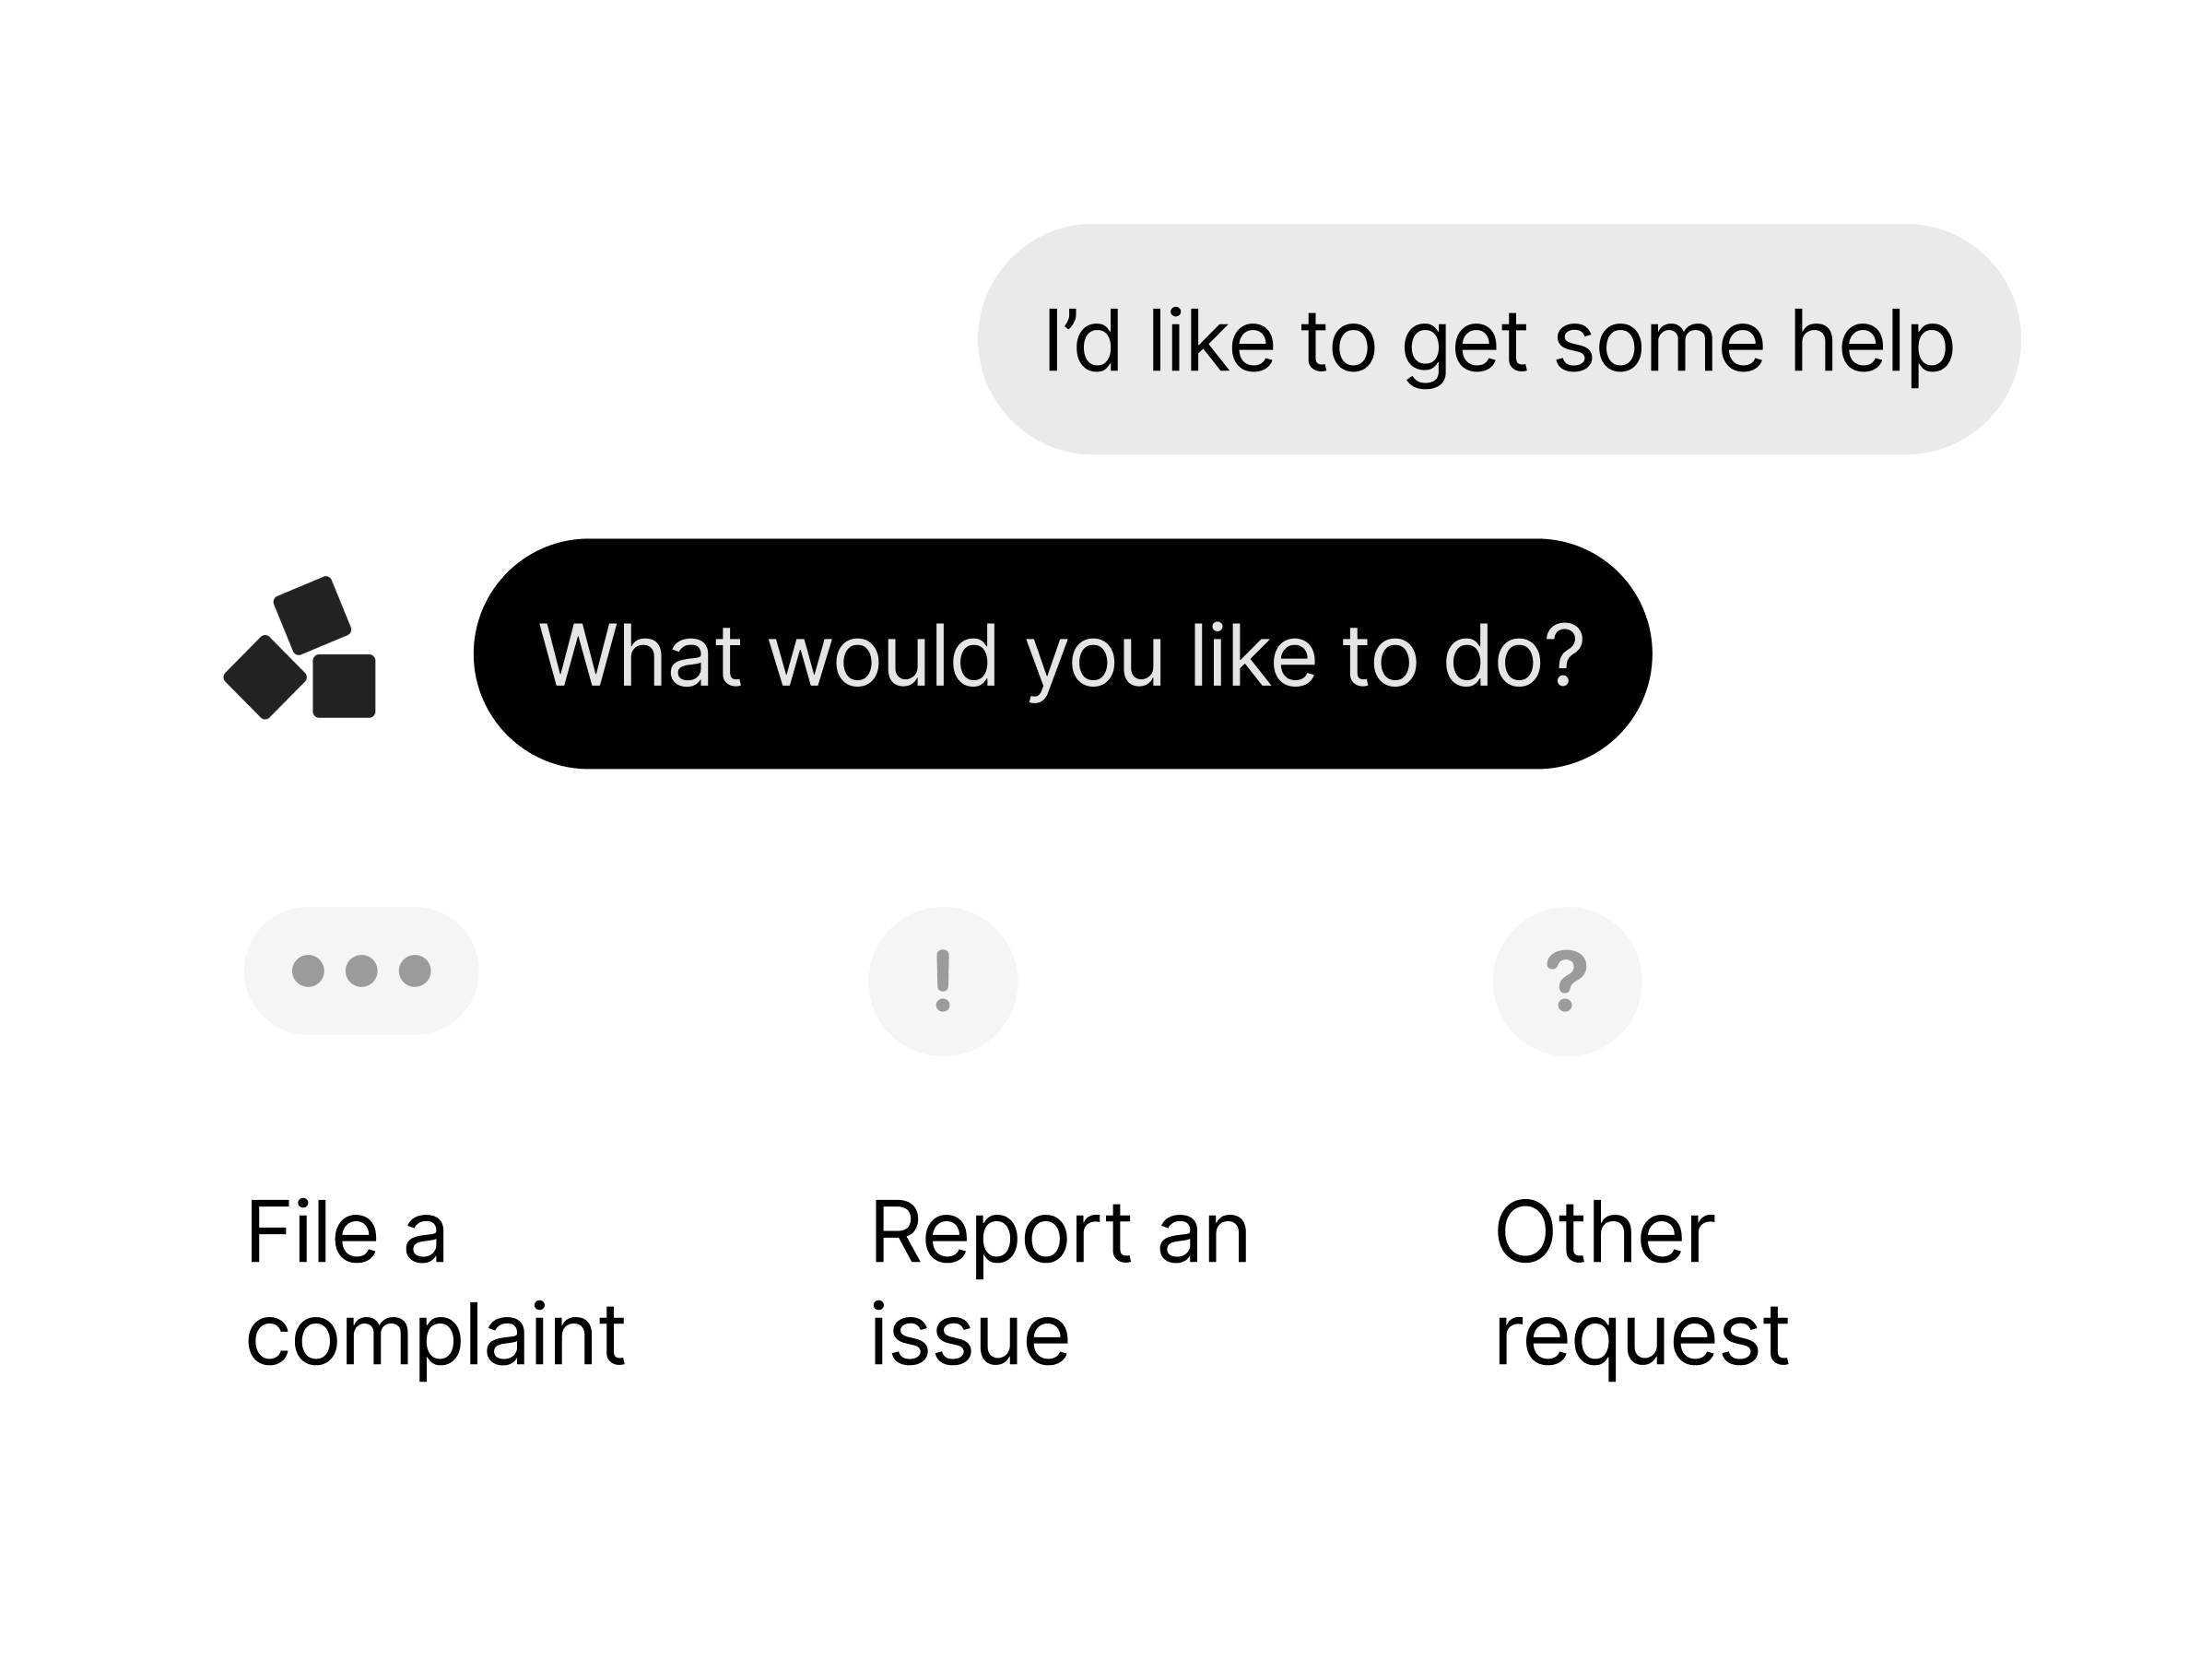 I’d like to get some help
What would you like to do?
!
?
File a
complaint
Report an
issue
Other
request